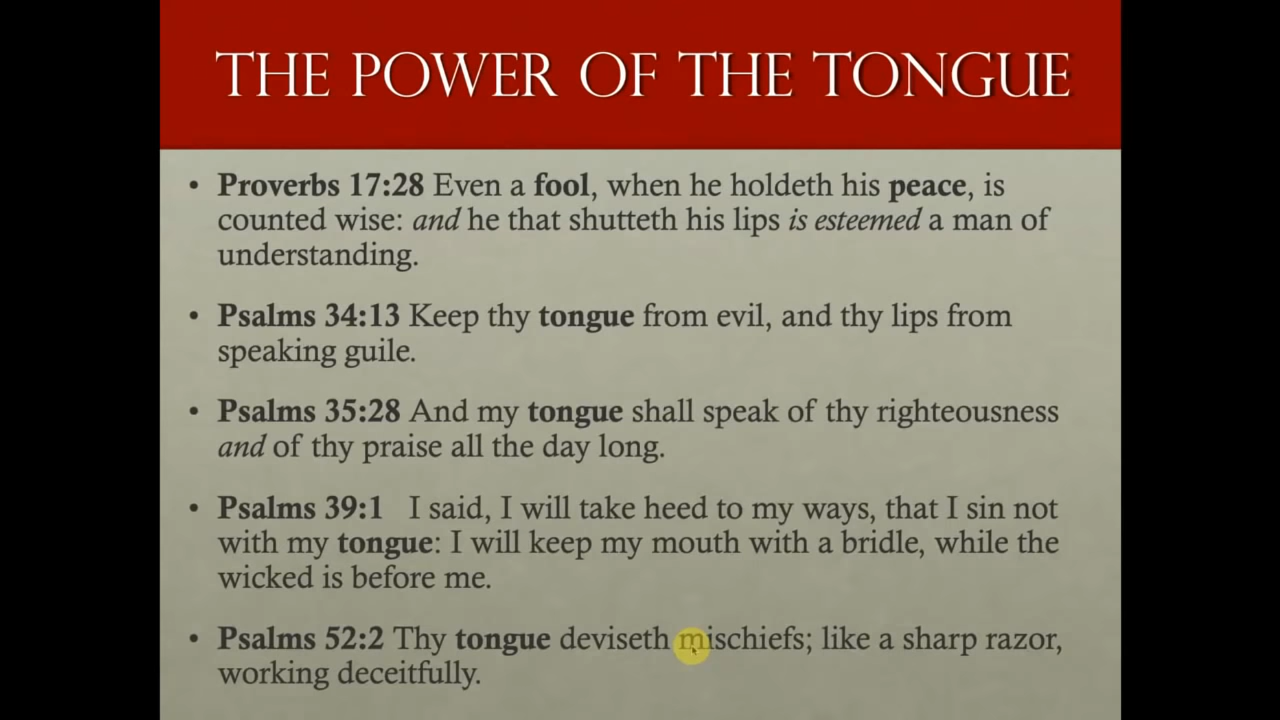 THE POWER OF THE TONGUE
• Proverbs 17:28 Even a fool, when he holdeth his peace, is
counted wise: and he that shutteth his lips is esteemed a man of
understanding.
• Psalms 34:13 Keep thy tongue from evil, and thy lips from
speaking guile.
• Psalms 35:28 And my tongue shall speak of thy righteousness
and of thy praise all the day long.
• Psalms 39:1 I said, I will take heed to my ways, that I sin not
with my tongue: I will keep my mouth with a bridle, while the
wicked is before me.
• Psalms 52:2 Thy tongue deviseth mischiefs; like a sharp razor,
working deceitfully.